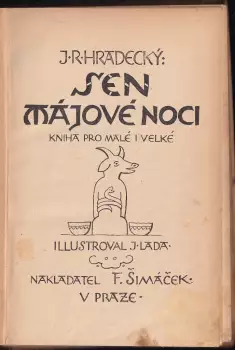 J·R·HRADECKÝ:
SEN
MÁJOVÉ NOCI
KNIHA PRO MALÉ I VELKÉ
ILLUSTROVAL J·LADA·
NAKLADATEL F. ŠIMÁČEK·
V PRAZE·